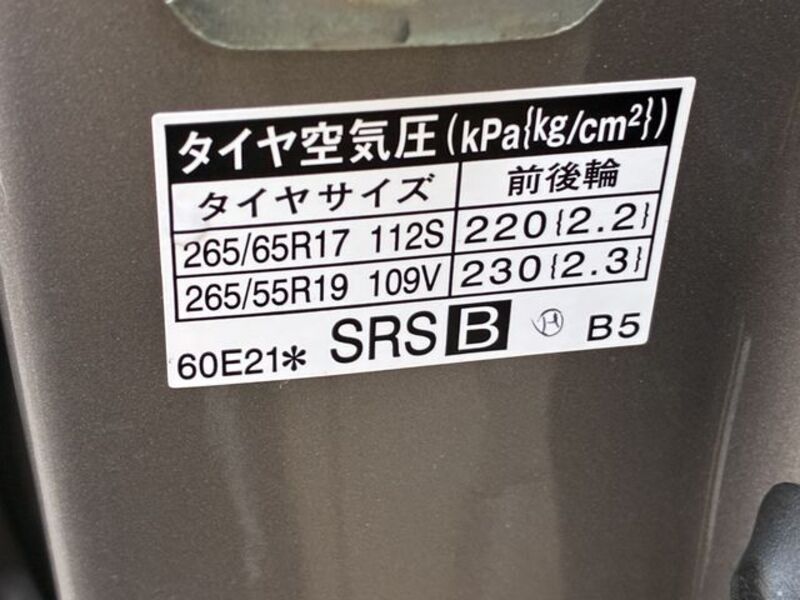 タイヤ空気圧(kPa{kg/cm²})
タイヤサイズ 前後輪
265/65R17 112S 220{2.2}
265/55R19 109V 230{2.3}
60E21* SRS B H B5